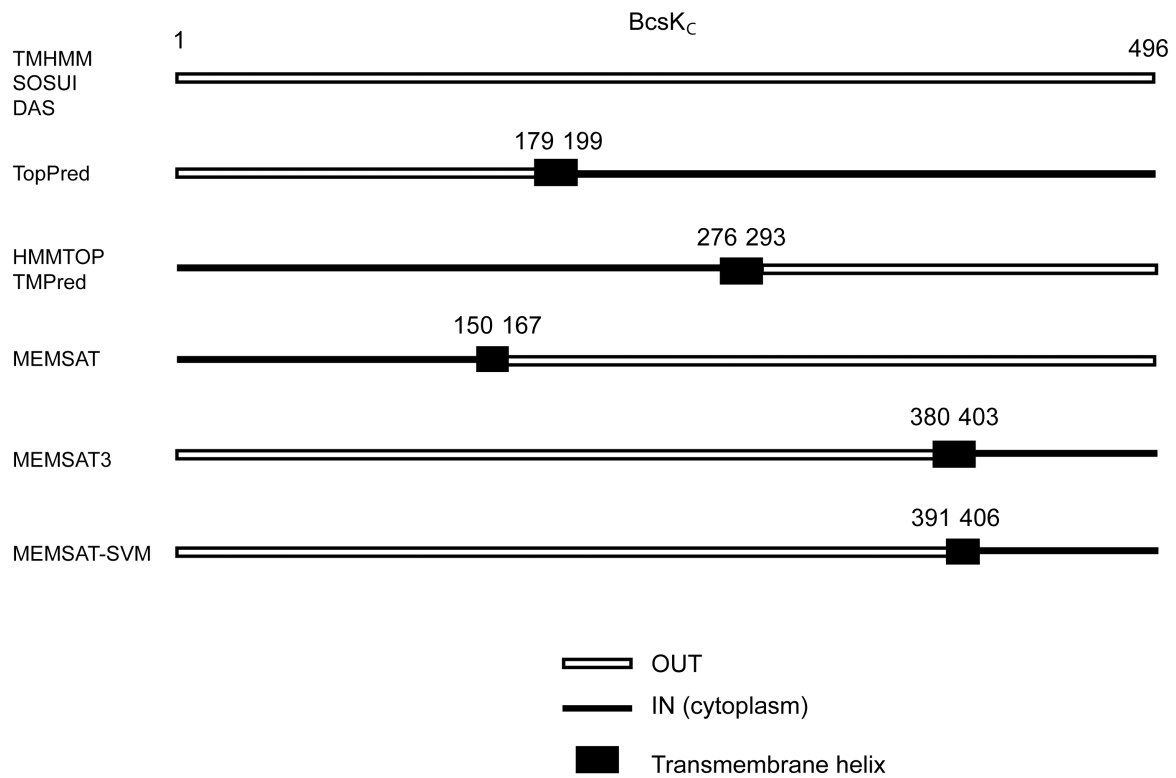 BcsKC
1
496
TMHMM
SOSUI
DAS
179 199
TopPred
276 293
HMMTOP
TMPred
150 167
MEMSAT
380 403
MEMSAT3
391 406
MEMSAT-SVM
OUT
IN (cytoplasm)
Transmembrane helix